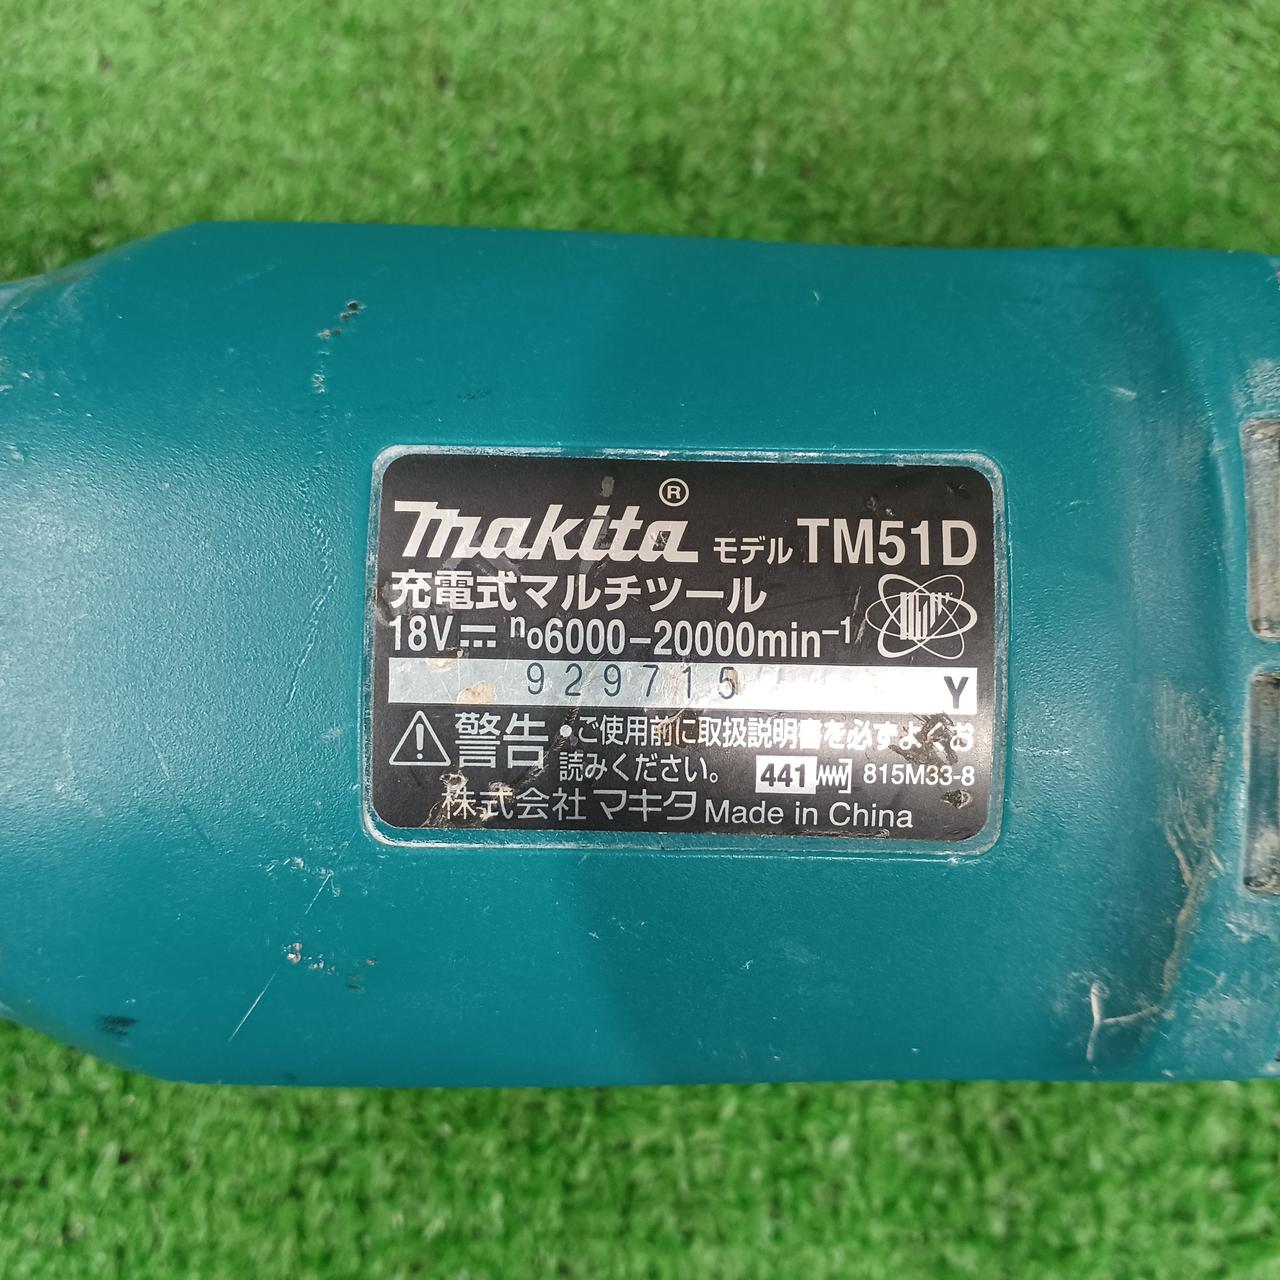 makita® モデル TM51D
充電式マルチツール
18V⎓ n₀6000-20000min⁻¹
929715 Y
⚠警告 ●ご使用前に取扱説明書を必ずよくお
読みください。 441 815M33-8
株式会社マキタ Made in China